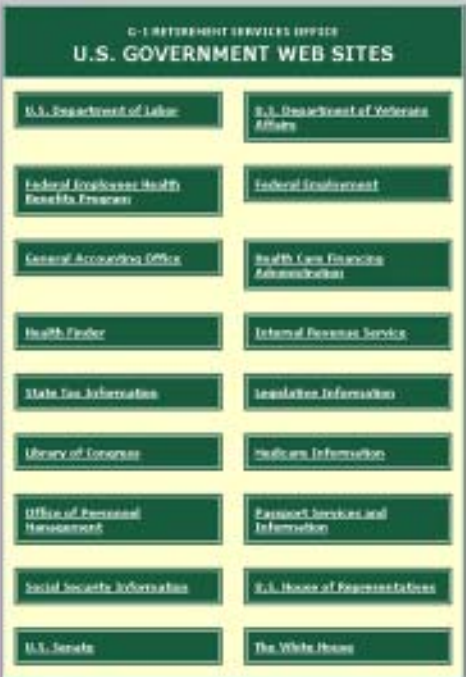 G-1 RETIREMENT SERVICES OFFICE
U.S. GOVERNMENT WEB SITES
U.S. Department of Labor
U.S. Department of Veterans
Affairs
Federal Employees Health
Benefits Program
Federal Employment
General Accounting Office
Health Care Financing
Administration
Health Finder
Internal Revenue Service
State Tax Information
Legislative Information
Library of Congress
Medicare Information
Office of Personnel
Management
Passport Services and
Information
Social Security Information
U.S. House of Representatives
U.S. Senate
The White House